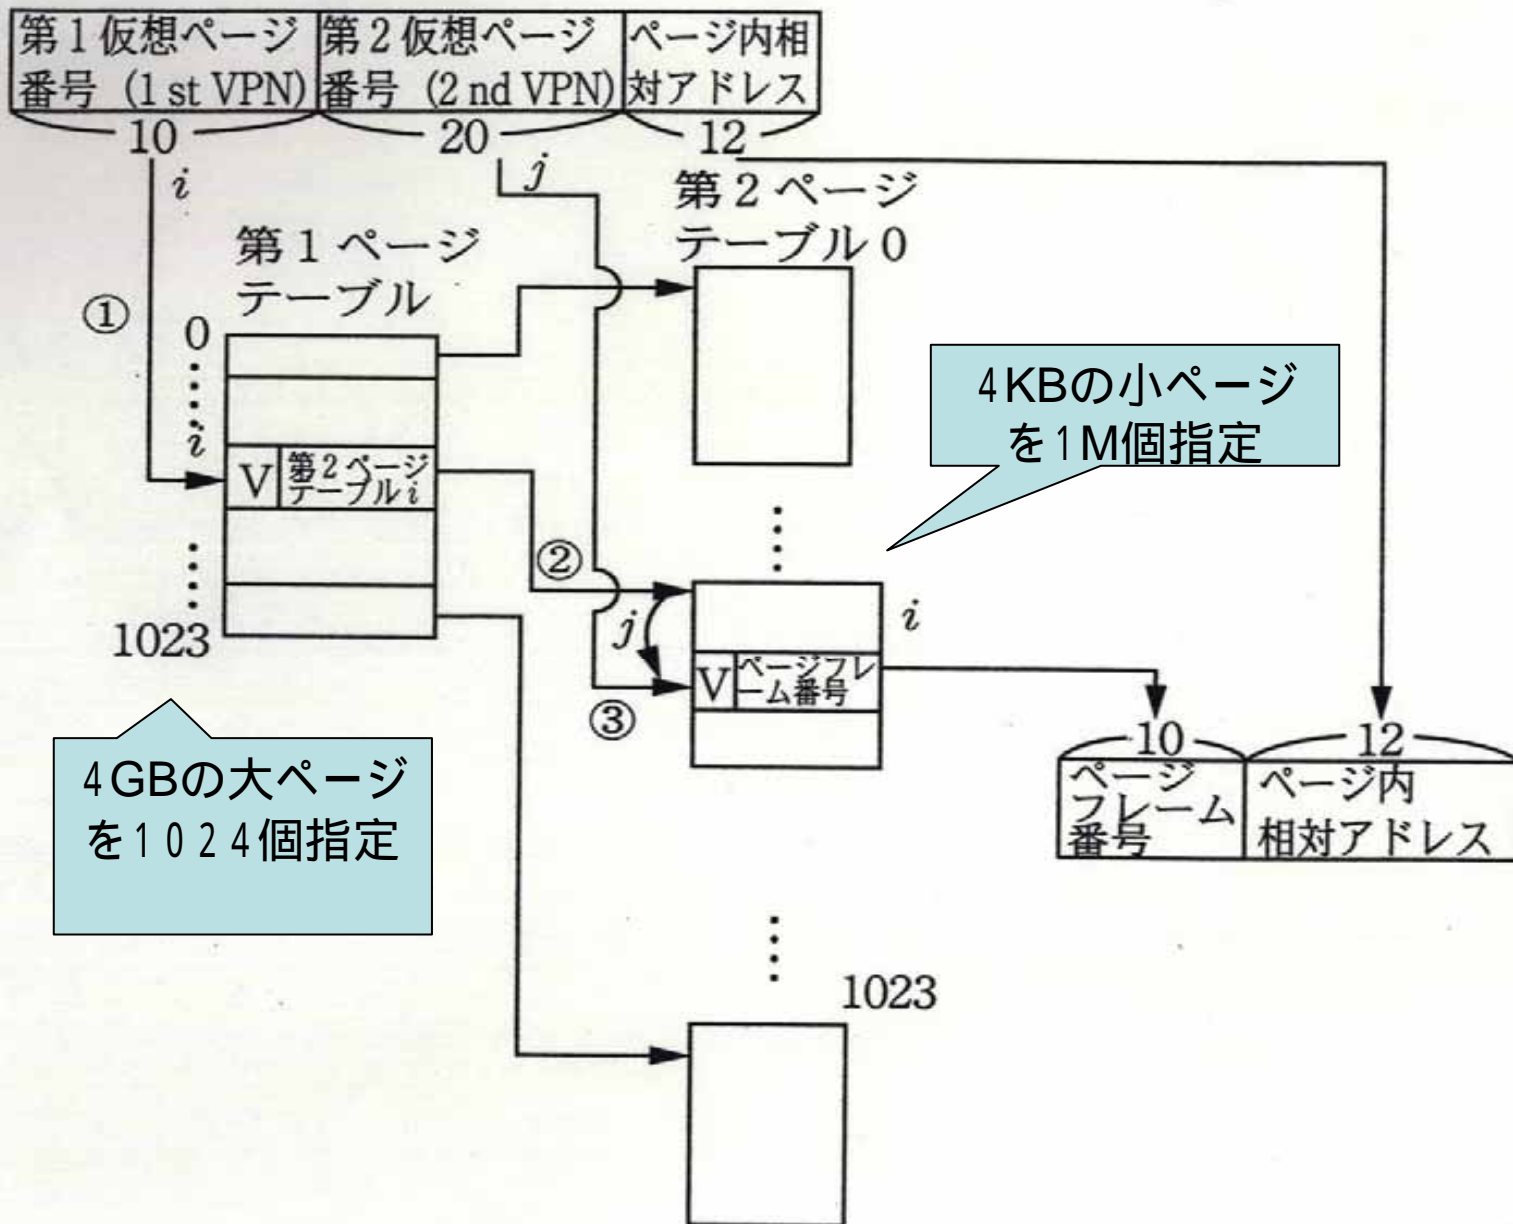 第1仮想ページ
番号 (1 st VPN)
第2仮想ページ
番号 (2 nd VPN)
ページ内相
対アドレス
10
20
12
i
j
第1ページ
テーブル
第2ページ
テーブル0
①
0
i
V
第2ページ
テーブルi
1023
4KBの小ページ
を1M個指定
②
j
i
V
ページフレ
ーム番号
③
4GBの大ページ
を1024個指定
10
12
ページ
フレーム
番号
ページ内
相対アドレス
1023